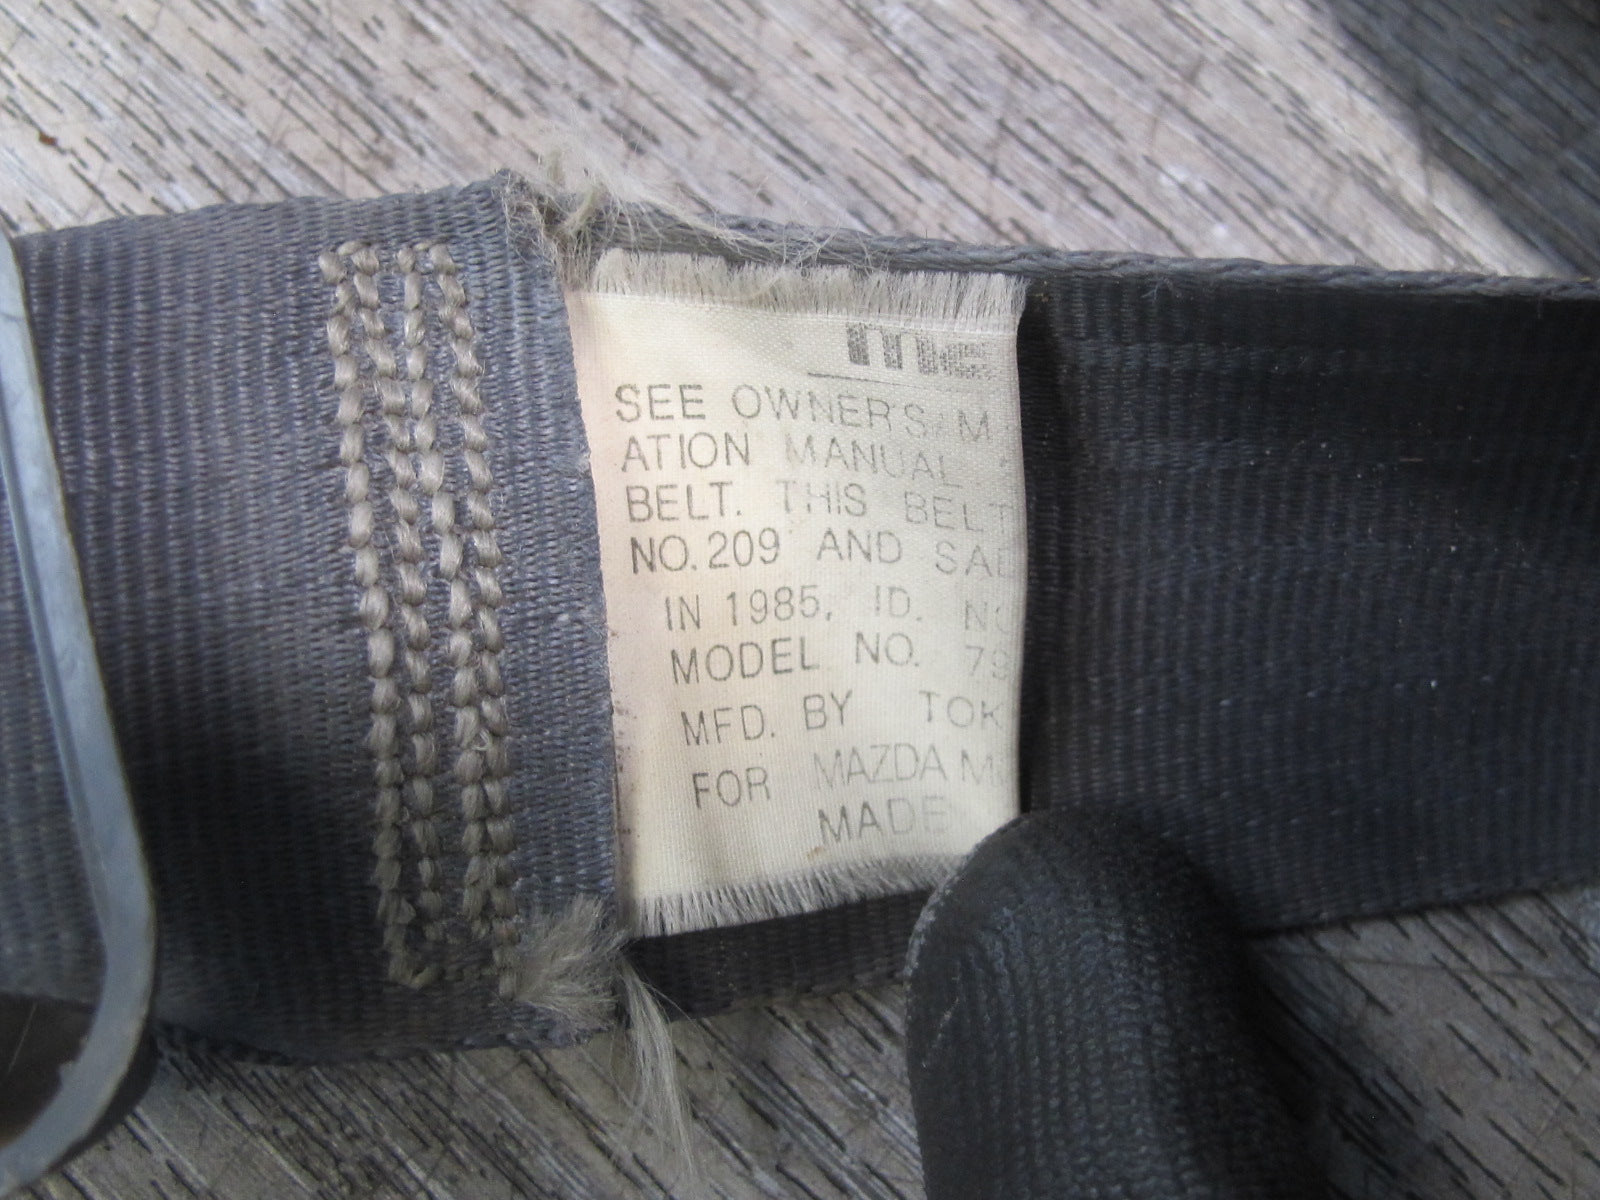 SEE OWNER'S/M
ATION MANUAL
BELT. THIS BELT
NO. 209 AND SAE
IN 1985, ID. NO
MODEL NO. 79
MFD. BY TOK
FOR MAZDA M
MADE